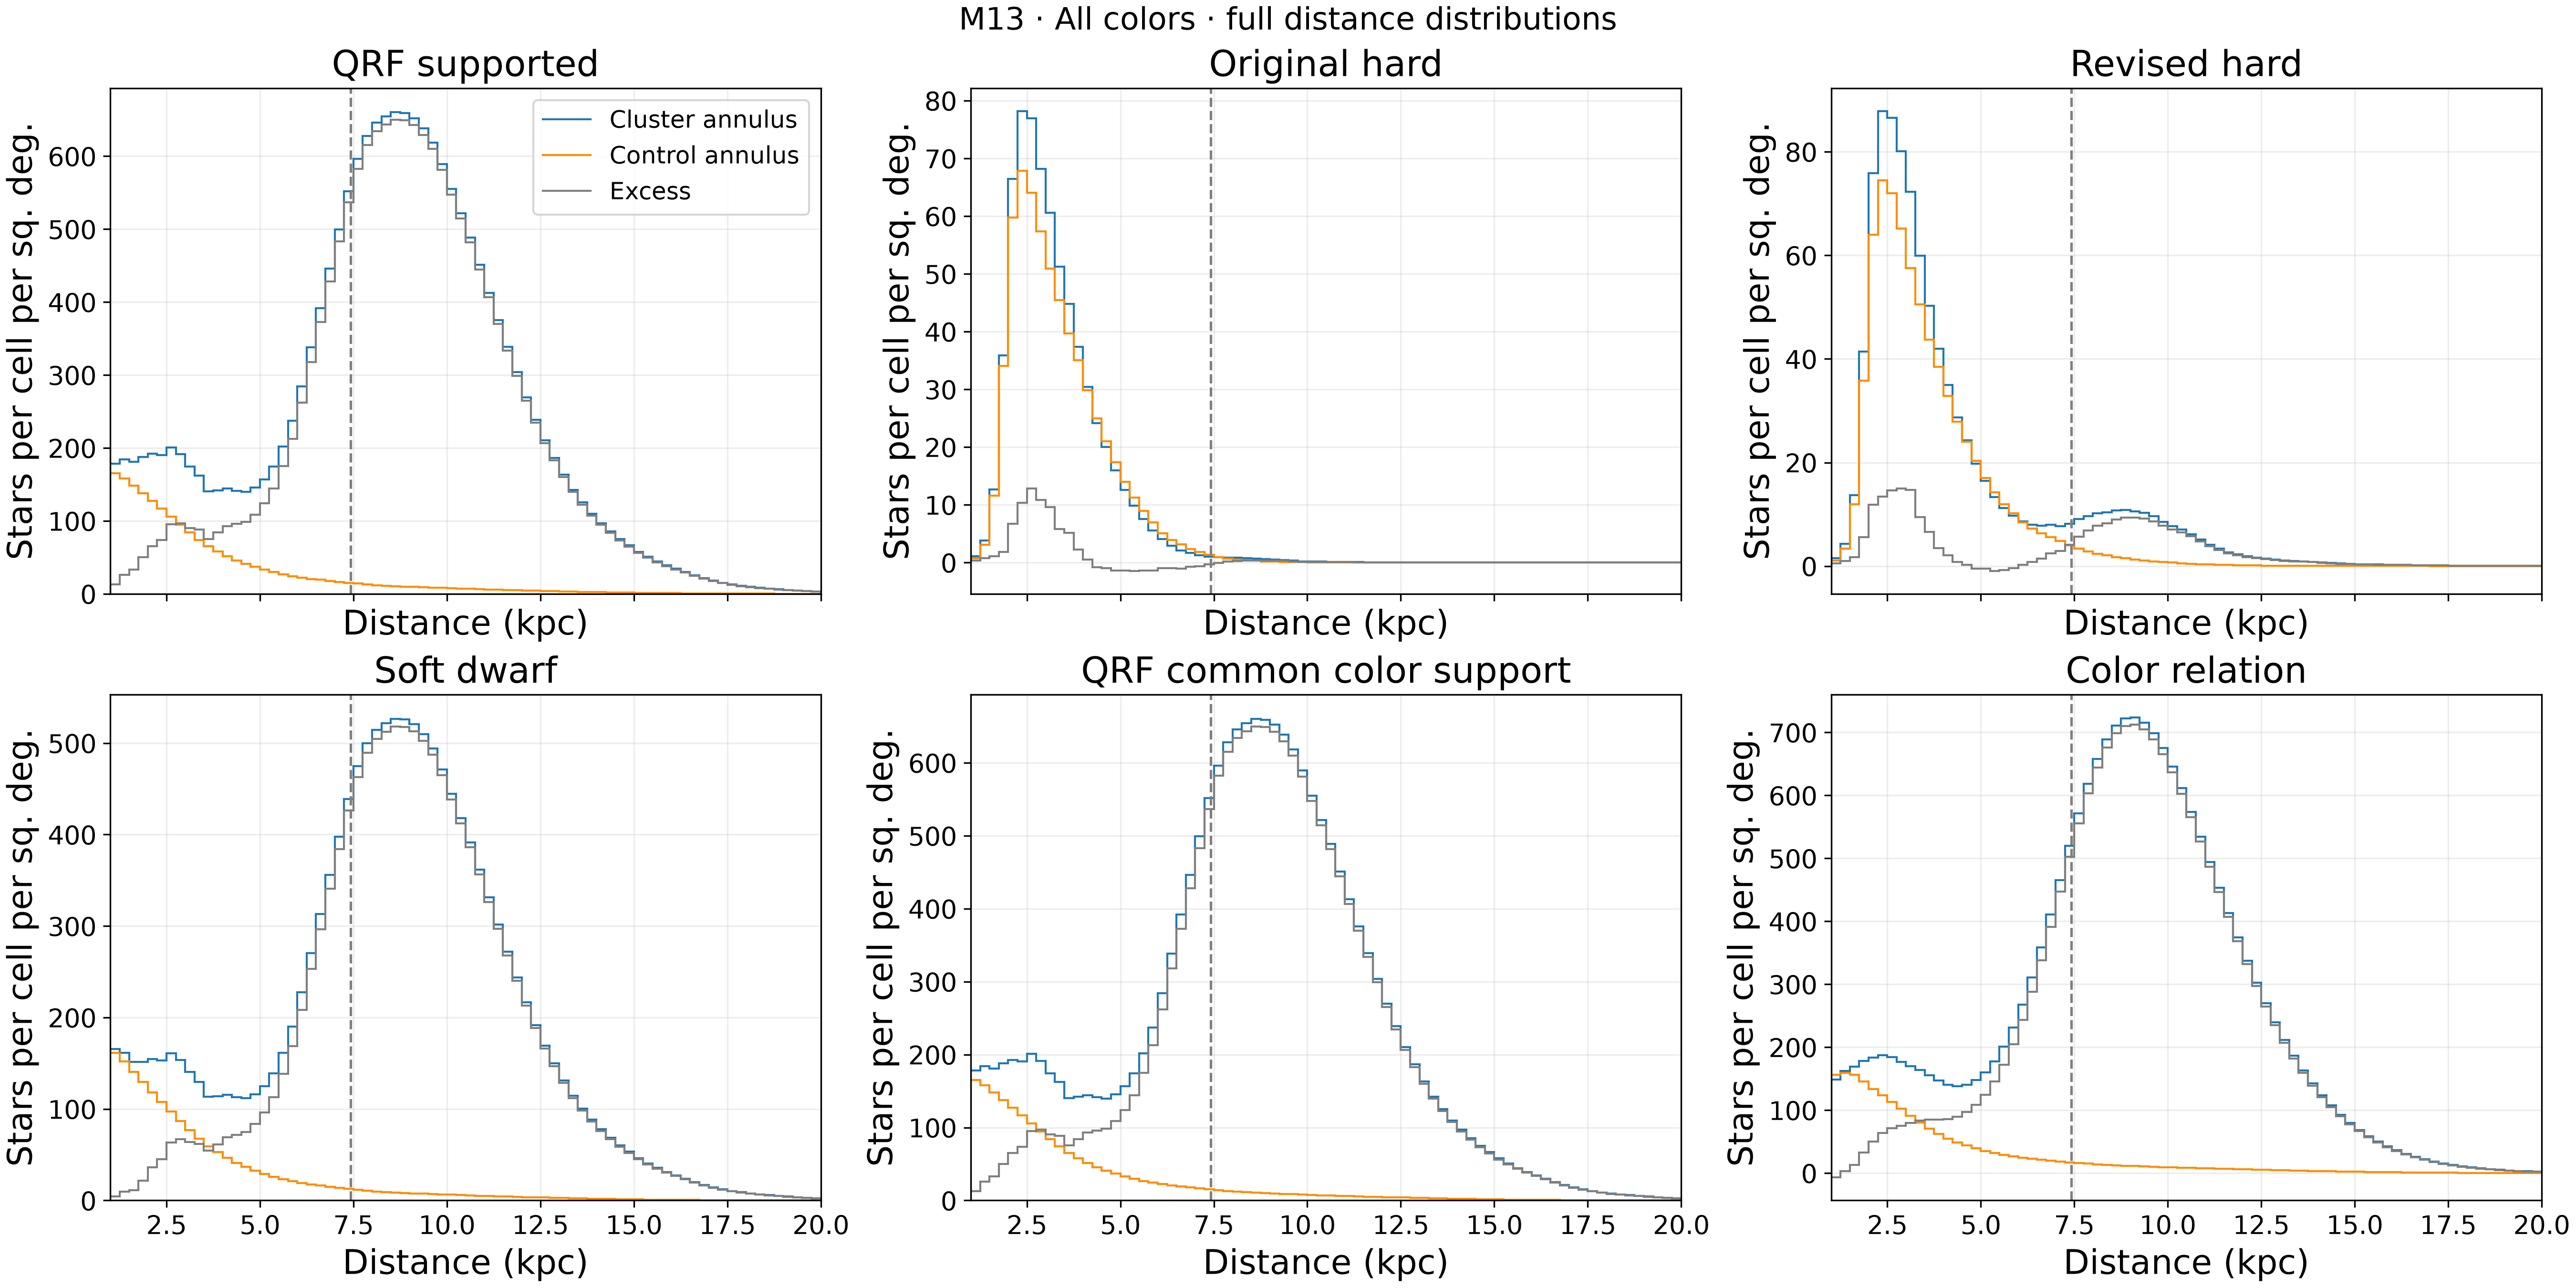 M13 · All colors · full distance distributions
QRF supported
Original hard
Revised hard
Stars per cell per sq. deg.
600
500
400
300
200
100
0
Cluster annulus
Control annulus
Excess
Distance (kpc)
Stars per cell per sq. deg.
80
70
60
50
40
30
20
10
0
Distance (kpc)
Stars per cell per sq. deg.
80
60
40
20
0
Distance (kpc)
Soft dwarf
QRF common color support
Color relation
Stars per cell per sq. deg.
500
400
300
200
100
0
2.5 5.0 7.5 10.0 12.5 15.0 17.5 20.0
Distance (kpc)
Stars per cell per sq. deg.
600
500
400
300
200
100
0
2.5 5.0 7.5 10.0 12.5 15.0 17.5 20.0
Distance (kpc)
Stars per cell per sq. deg.
700
600
500
400
300
200
100
0
2.5 5.0 7.5 10.0 12.5 15.0 17.5 20.0
Distance (kpc)